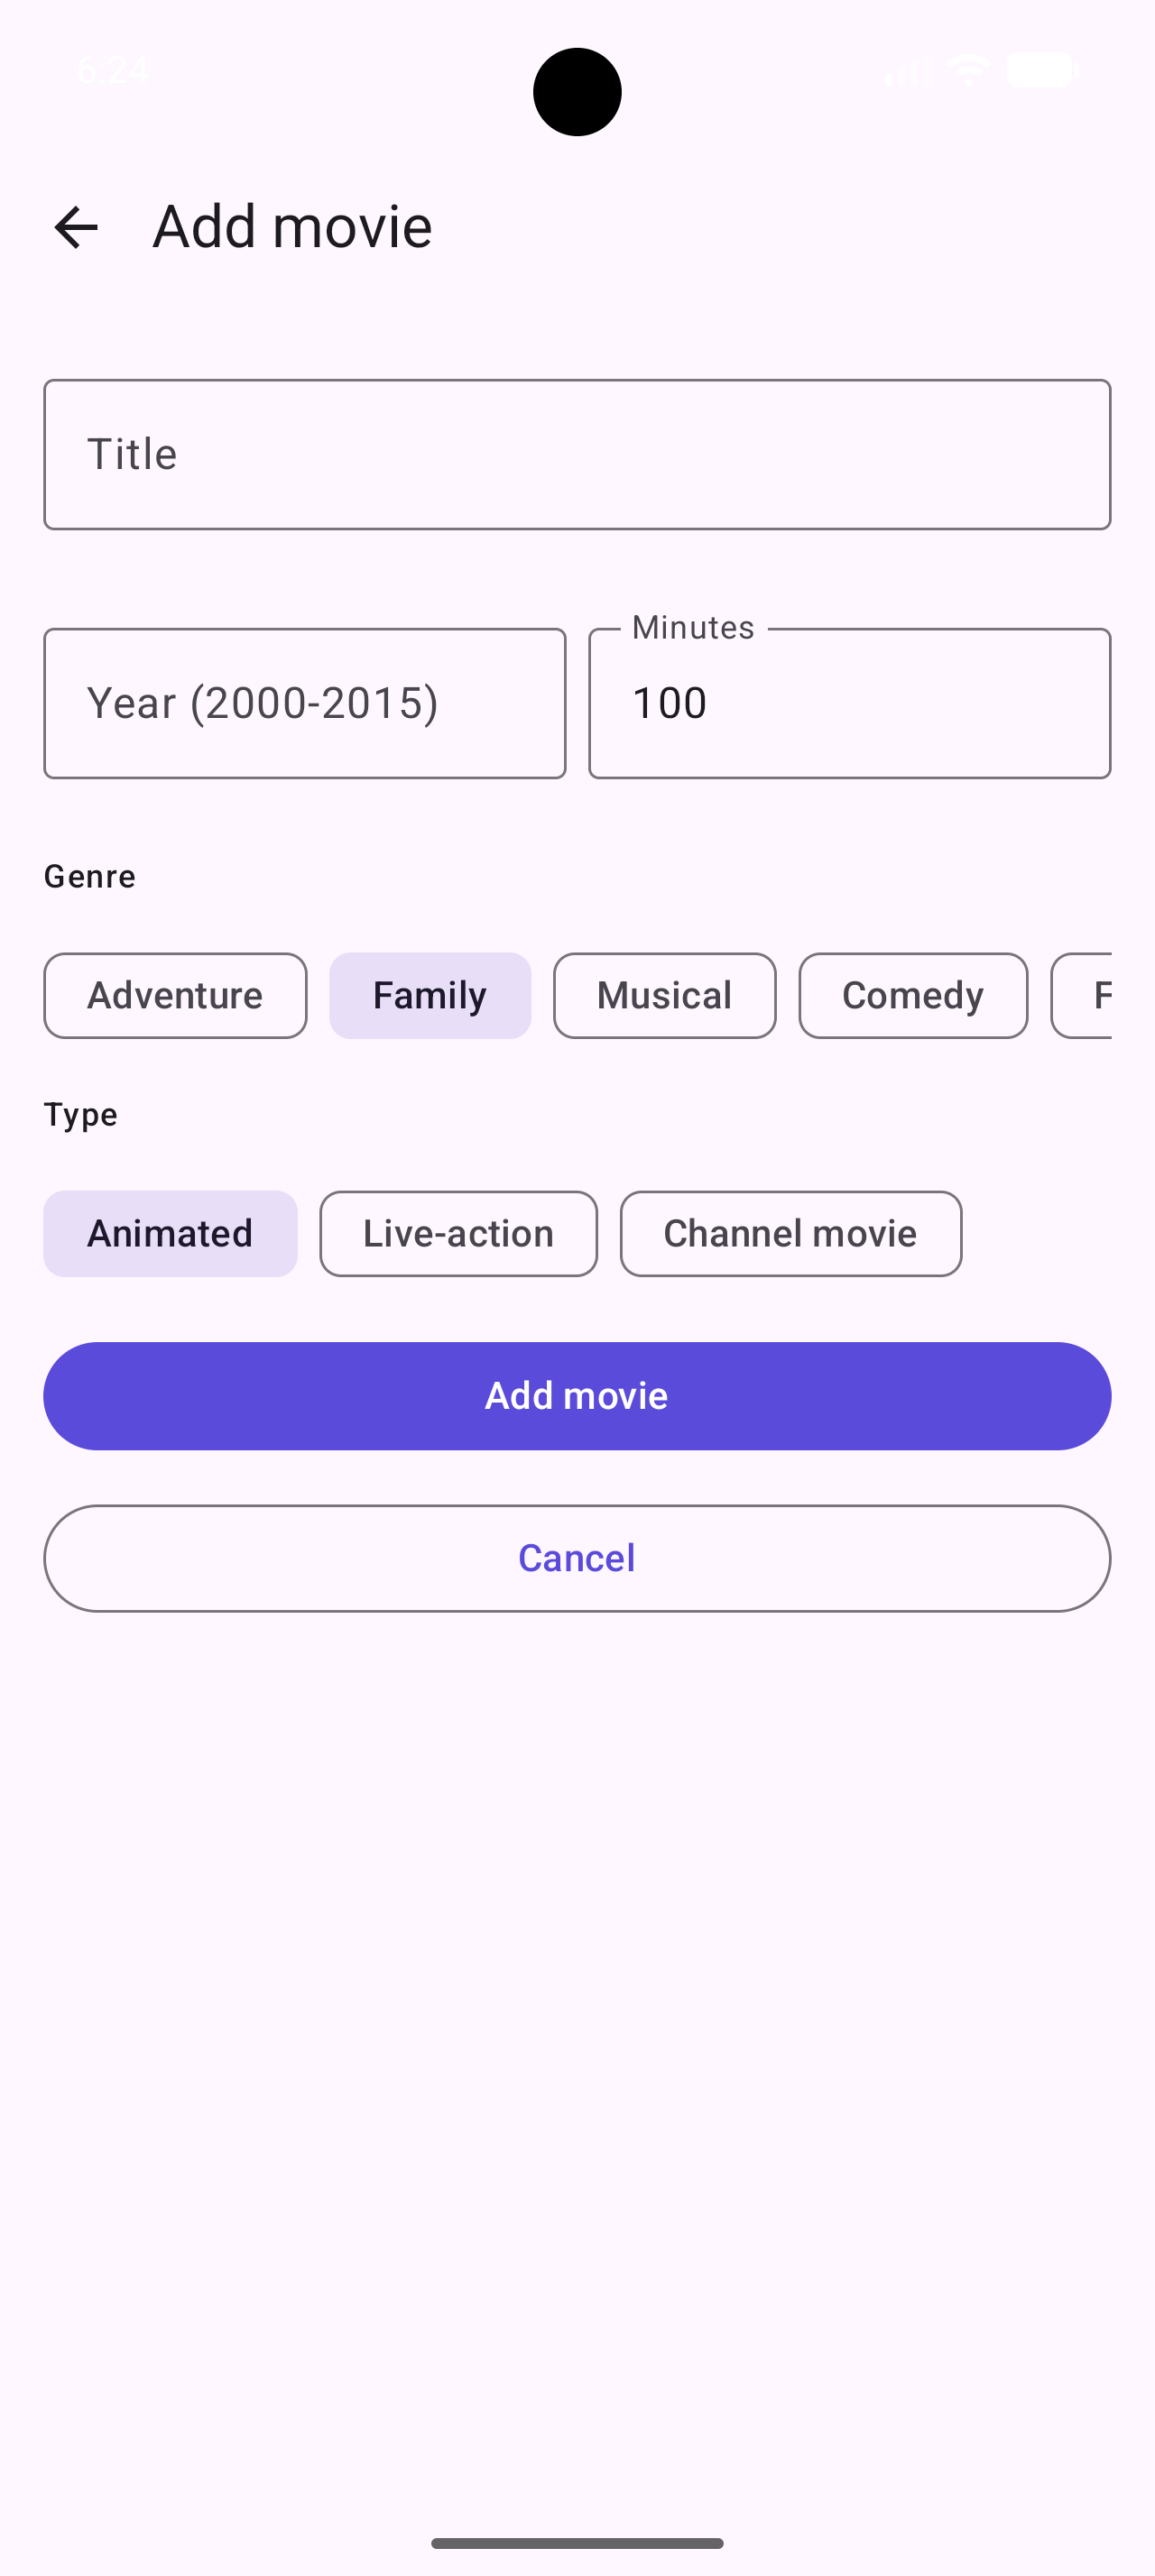 6:24
Add movie
Title
Year (2000-2015)
Minutes
100
Genre
Adventure
Family
Musical
Comedy
F
Type
Animated
Live-action
Channel movie
Add movie
Cancel